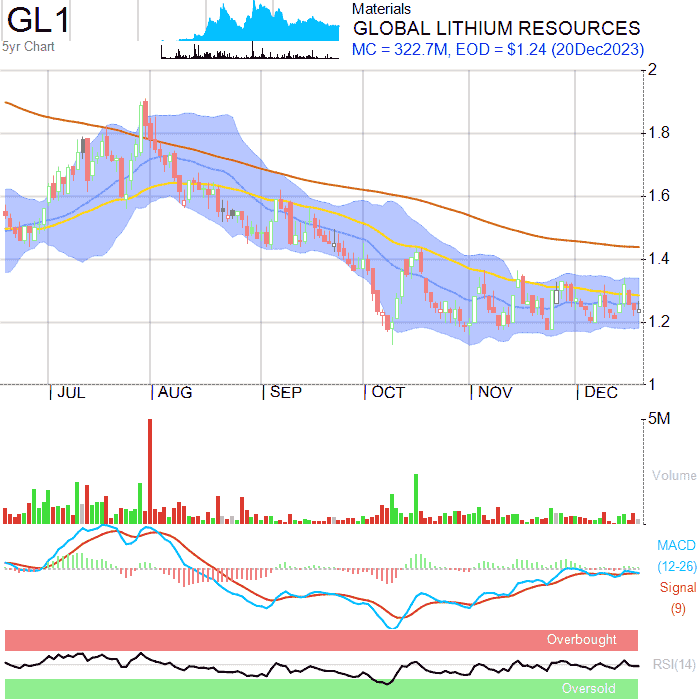 GL1
5yr Chart
Materials
GLOBAL LITHIUM RESOURCES
MC = 322.7M, EOD = $1.24 (20Dec2023)
2
1.8
1.6
1.4
1.2
1
JUL
AUG
SEP
OCT
NOV
DEC
5M
Volume
MACD
(12-26)
Signal
(9)
Overbought
RSI(14)
Oversold